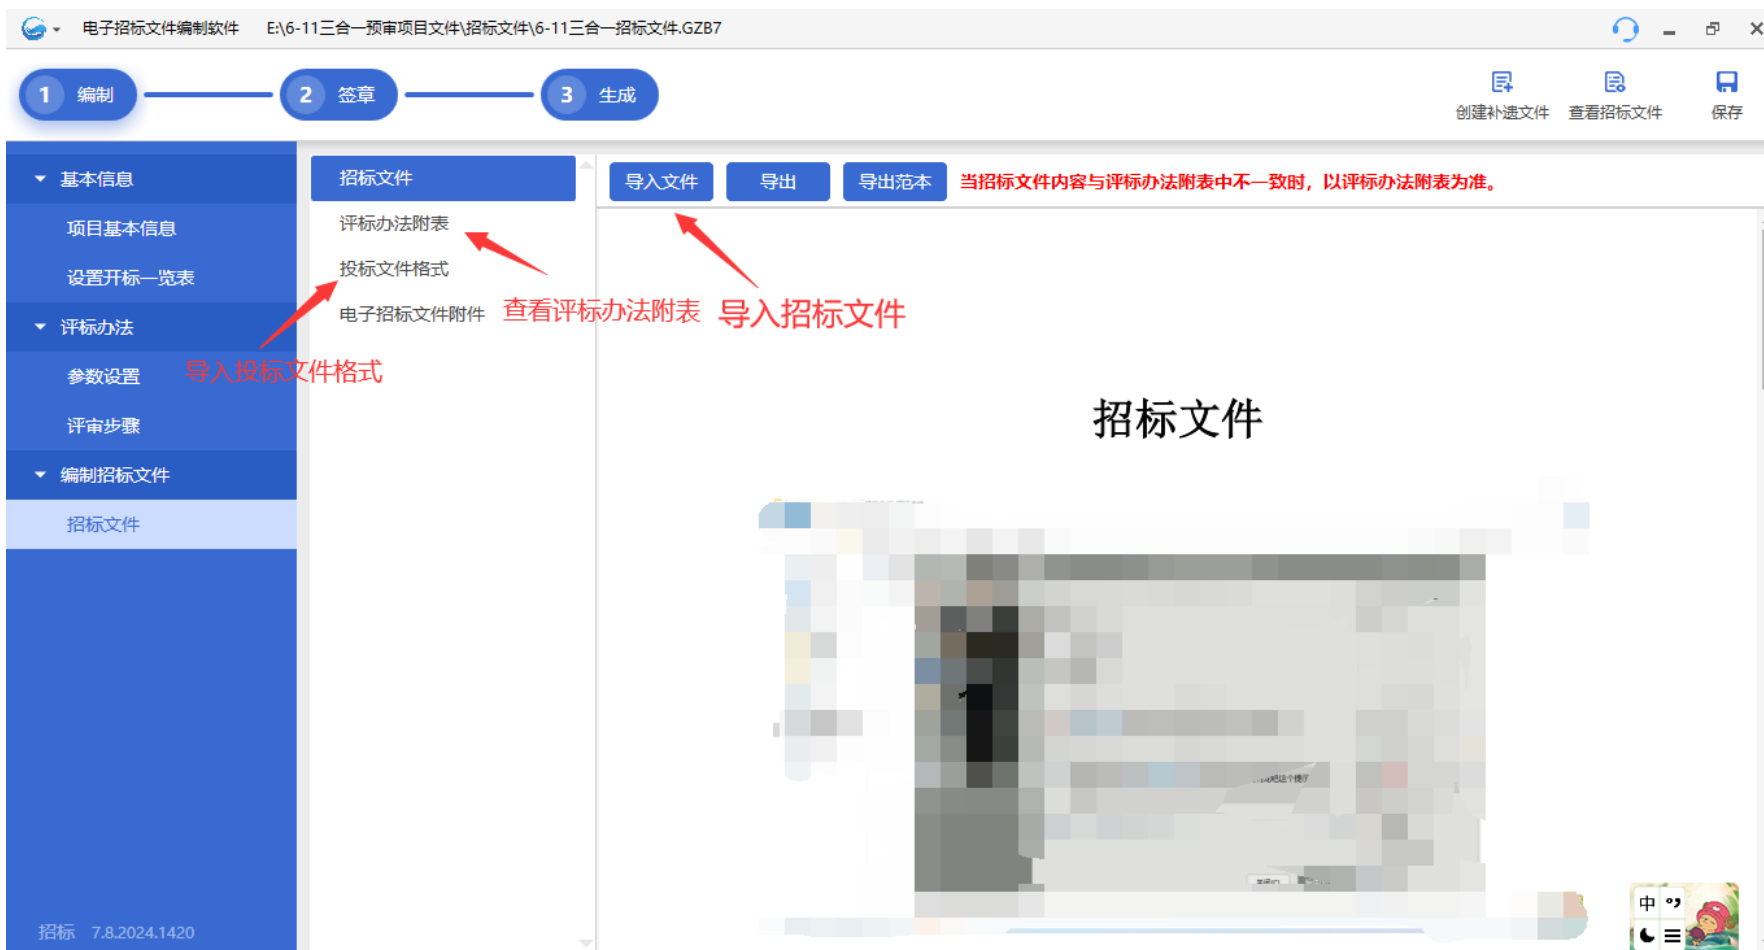 电子招标文件编制软件 E:\6-11三合一预审项目文件\招标文件\6-11三合一招标文件.GZB7
1 编制 2 签章 3 生成
创建补遗文件 查看招标文件 保存
基本信息
项目基本信息
设置开标一览表
评标办法
参数设置
评审步骤
编制招标文件
招标文件
招标 7.8.2024.1420
招标文件
评标办法附表
投标文件格式
电子招标文件附件
导入文件 导出 导出范本 当招标文件内容与评标办法附表中不一致时，以评标办法附表为准。
查看评标办法附表
导入招标文件
导入投标文件格式
招标文件
中